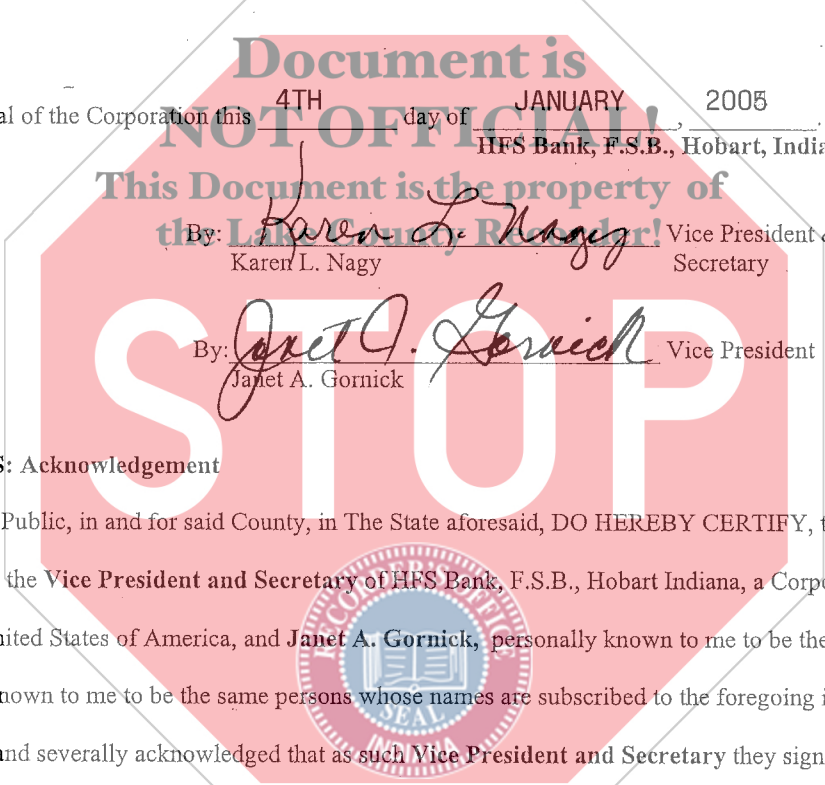 Document is
al of the Corporation this 4TH day of JANUARY, 2005.
NOT OFFICIAL!
HFS Bank, F.S.B., Hobart, India
This Document is the property of
the Lake County Recorder!
By: Karen L. Nagy Vice President &
Karen L. Nagy Secretary
STOP
By: Janet A. Gornick Vice President
Janet A. Gornick
S: Acknowledgement
Public, in and for said County, in The State aforesaid, DO HEREBY CERTIFY, t
the Vice President and Secretary of HFS Bank, F.S.B., Hobart Indiana, a Corpo
RECORDER'S OFFICE
nited States of America, and Janet A. Gornick, personally known to me to be the
nown to me to be the same persons whose names are subscribed to the foregoing i
SEAL
INDIANA
and severally acknowledged that as such Vice President and Secretary they sign